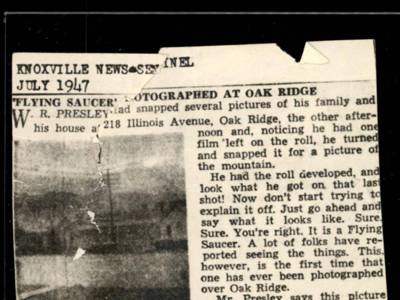 KNOXVILLE NEWS-SENTINEL
JULY 1947
'FLYING SAUCER' PHOTOGRAPHED AT OAK RIDGE
W. R. PRESLEY had snapped several pictures of his family and
his house at 218 Illinois Avenue, Oak Ridge, the other after-
noon and, noticing he had one
film left on the roll, he turned
and snapped it for a picture of
the mountain.
He had the roll developed, and
look what he got on that last
shot! Now don't start trying to
explain it off. Just go ahead and
say what it looks like. Sure.
Sure. You're right. It is a Flying
Saucer. A lot of folks have re-
ported seeing the things. This,
however, is the first time that
one has ever been photographed
over Oak Ridge.
Mr. Presley says this picture